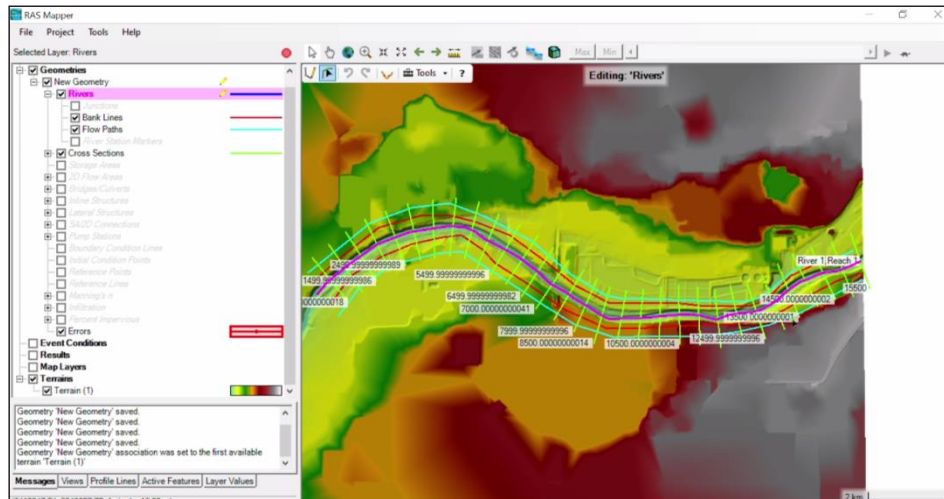 RAS Mapper
File Project Tools Help
Selected Layer: Rivers
Max Min
Geometries
New Geometry
Rivers
Junctions
Bank Lines
Flow Paths
River Station Markers
Cross Sections
Storage Areas
2D Flow Areas
Bridges/Culverts
Inline Structures
Lateral Structures
SA/2D Connections
Pump Stations
Boundary Condition Lines
Initial Condition Points
Reference Points
Reference Lines
Manning's n
Infiltration
Percent Impervious
Errors
Event Conditions
Results
Map Layers
Terrains
Terrain (1)
Tools ?
Editing: 'Rivers'
River 1, Reach 1
2499.99999999989
1499.99999999986
000000000018
5499.99999999996
6499.99999999982
7000.00000000041
7999.99999999996
8500.00000000014
10500.0000000004
12499.9999999996
13500.0000000001
14500.0000000002
15500
2 km
Geometry 'New Geometry' saved.
Geometry 'New Geometry' saved.
Geometry 'New Geometry' saved.
Geometry 'New Geometry' saved.
Geometry 'New Geometry' association was set to the first available
terrain 'Terrain (1)'
Messages Views Profile Lines Active Features Layer Values